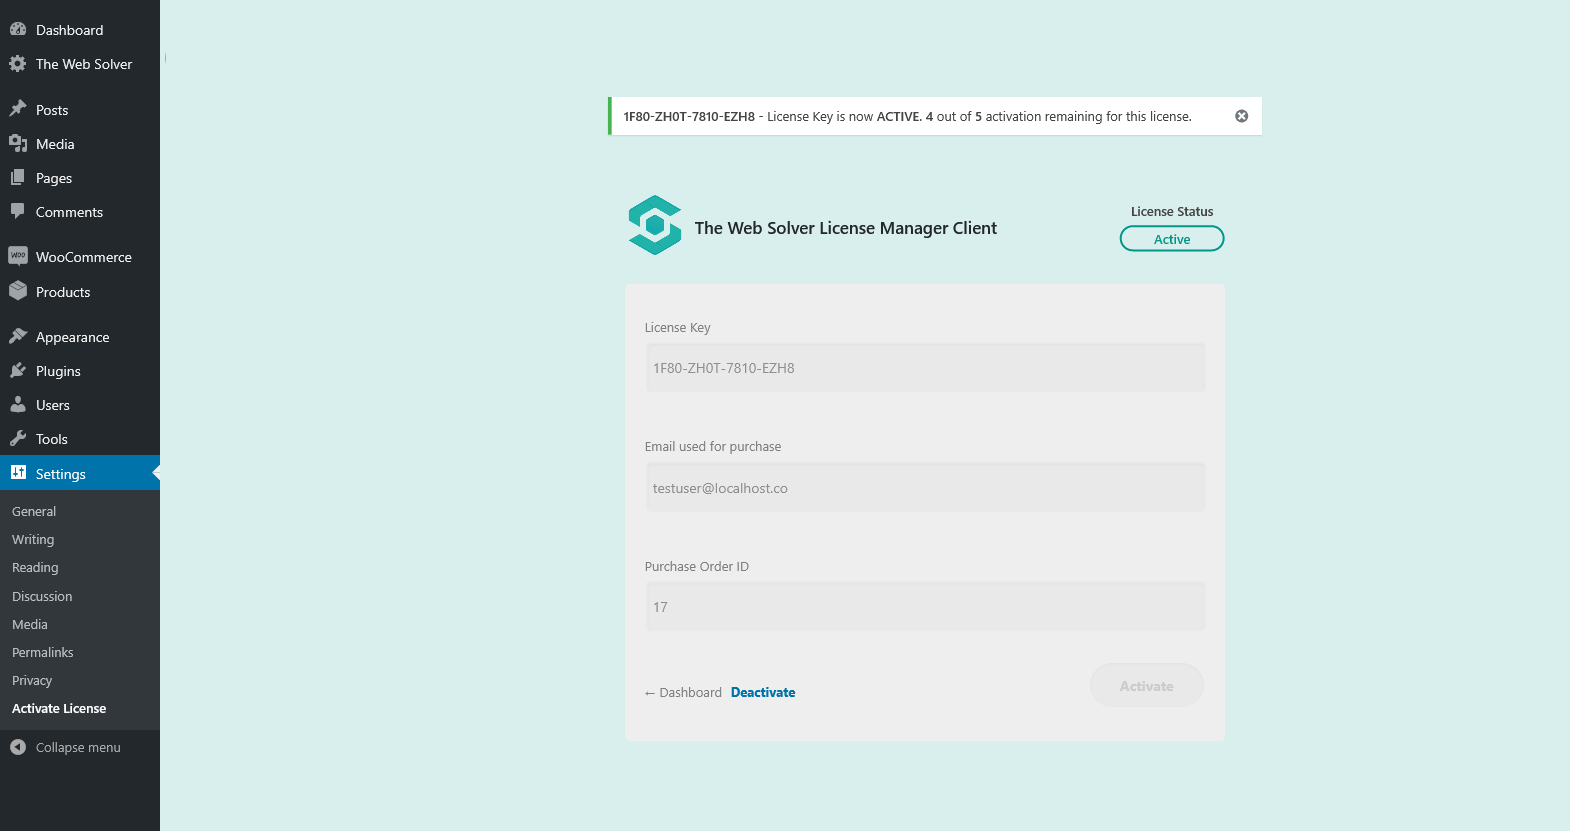 Dashboard
The Web Solver
Posts
Media
Pages
Comments
WooCommerce
Products
Appearance
Plugins
Users
Tools
Settings
General
Writing
Reading
Discussion
Media
Permalinks
Privacy
Activate License
Collapse menu
1F80-ZH0T-7810-EZH8 - License Key is now ACTIVE. 4 out of 5 activation remaining for this license.
The Web Solver License Manager Client
License Status
Active
License Key
1F80-ZH0T-7810-EZH8
Email used for purchase
testuser@localhost.co
Purchase Order ID
17
← Dashboard Deactivate
Activate